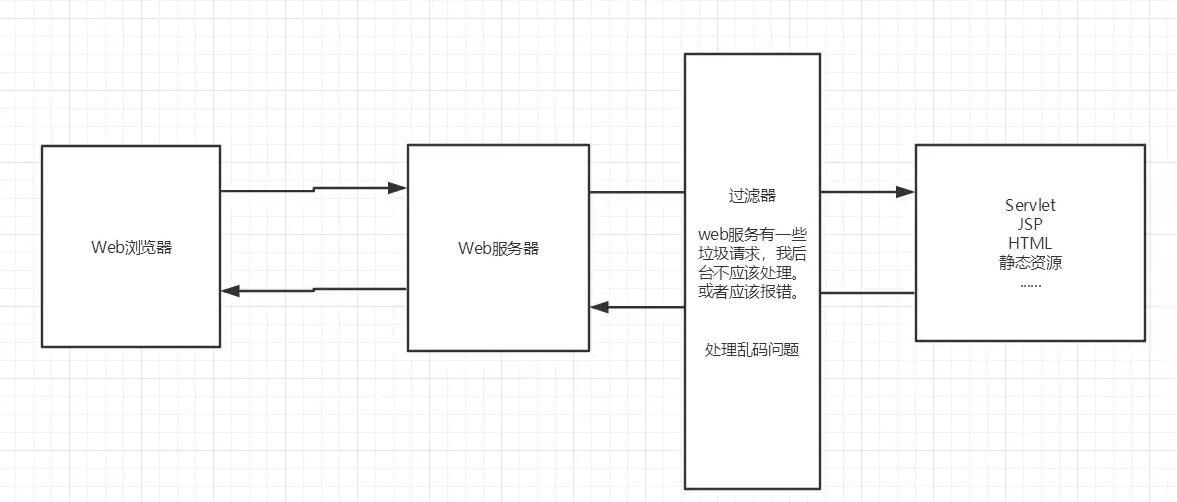 Web浏览器
Web服务器
过滤器
web服务有一些
垃圾请求，我后
台不应该处理。
或者应该报错。
处理乱码问题
Servlet
JSP
HTML
静态资源
......